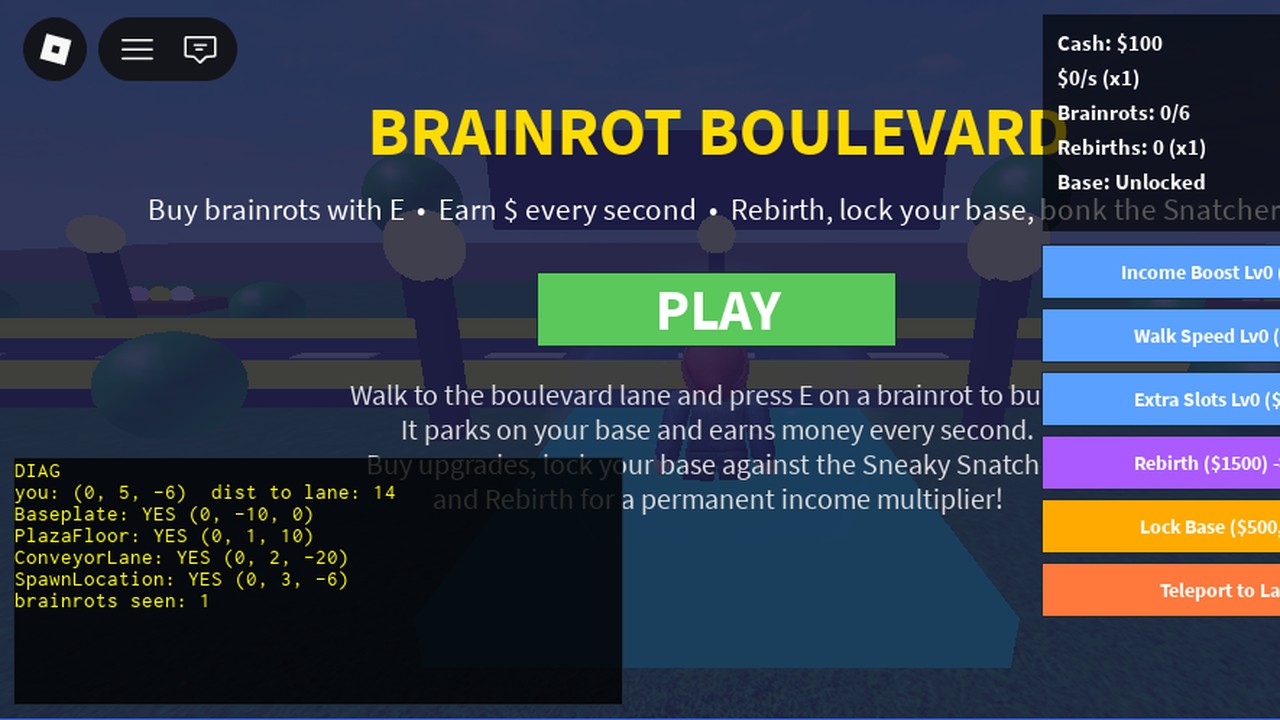 BRAINROT BOULEVARD
Buy brainrots with E • Earn $ every second • Rebirth, lock your base, bonk the Snatcher
PLAY
Walk to the boulevard lane and press E on a brainrot to bu
It parks on your base and earns money every second.
Buy upgrades, lock your base against the Sneaky Snatch
and Rebirth for a permanent income multiplier!
Cash: $100
$0/s (x1)
Brainrots: 0/6
Rebirths: 0 (x1)
Base: Unlocked
Income Boost Lv0 (
Walk Speed Lv0 (
Extra Slots Lv0 ($
Rebirth ($1500) -
Lock Base ($500,
Teleport to La
DIAG
you: (0, 5, -6) dist to lane: 14
Baseplate: YES (0, -10, 0)
PlazaFloor: YES (0, 1, 10)
ConveyorLane: YES (0, 2, -20)
SpawnLocation: YES (0, 3, -6)
brainrots seen: 1